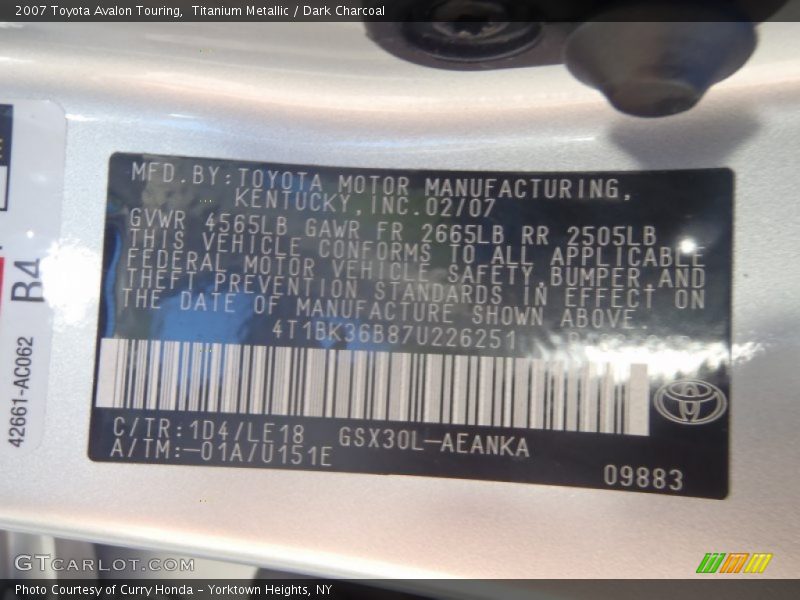 2007 Toyota Avalon Touring,  Titanium Metallic / Dark Charcoal
MFD.BY:TOYOTA MOTOR MANUFACTURING,
KENTUCKY,INC.02/07
GVWR 4565LB GAWR FR 2665LB RR 2505LB
THIS VEHICLE CONFORMS TO ALL APPLICABLE
FEDERAL MOTOR VEHICLE SAFETY,BUMPER,AND
THEFT PREVENTION STANDARDS IN EFFECT ON
THE DATE OF MANUFACTURE SHOWN ABOVE.
4T1BK36B87U226251
C/TR:1D4/LE18 GSX30L-AEANKA
A/TM:-01A/U151E
09883
B4
42661-AC062
GTCARLOT.COM
Photo Courtesy of Curry Honda - Yorktown Heights, NY